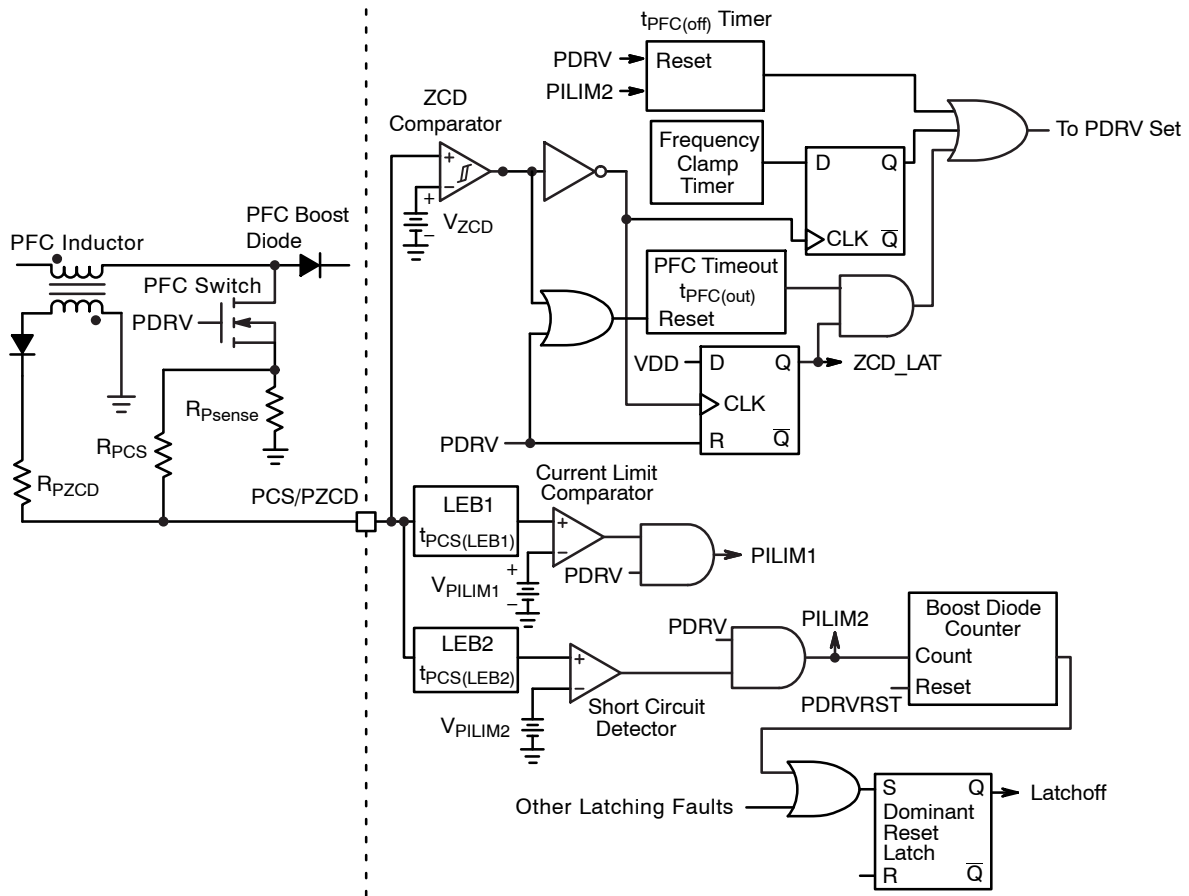 tPFC(off) Timer
PDRV
PILIM2
Reset
ZCD
Comparator
+
−
+
−
VZCD
Frequency
Clamp
Timer
D
Q
CLK
Q
To PDRV Set
PFC Inductor
PFC Boost
Diode
PFC Switch
PDRV
RPsense
RPCS
RPZCD
PCS/PZCD
PFC Timeout
tPFC(out)
Reset
VDD
D
Q
ZCD_LAT
CLK
PDRV
R
Q
Current Limit
Comparator
LEB1
tPCS(LEB1)
+
−
VPILIM1
+
−
PDRV
PILIM1
LEB2
tPCS(LEB2)
+
−
VPILIM2
Short Circuit
Detector
PDRV
PILIM2
Boost Diode
Counter
Count
Reset
PDRVRST
Other Latching Faults
S
Q
Dominant
Reset
Latch
R
Q
Latchoff